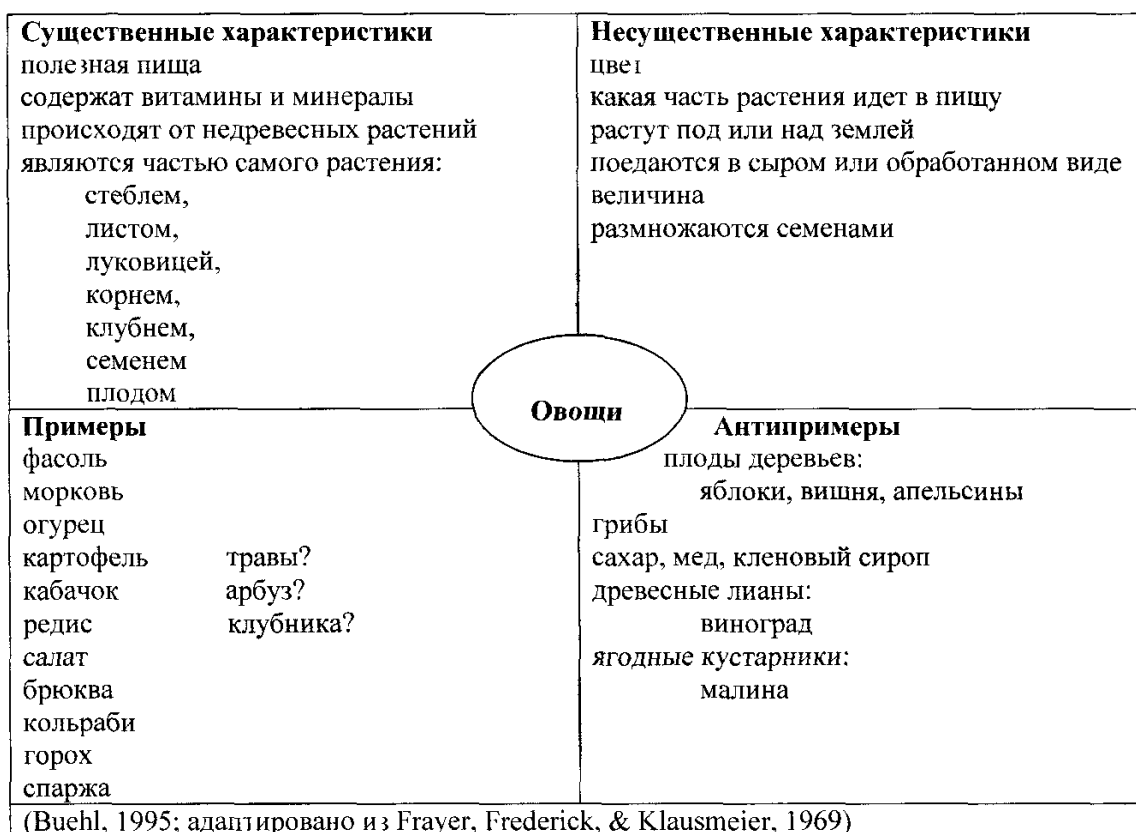 Существенные характеристики
полезная пища
содержат витамины и минералы
происходят от недревесных растений
являются частью самого растения:
стеблем,
листом,
луковицей,
корнем,
клубнем,
семенем
плодом
Несущественные характеристики
цвет
какая часть растения идет в пищу
растут под или над землей
поедаются в сыром или обработанном виде
величина
размножаются семенами
Овощи
Примеры
фасоль
морковь
огурец
картофель травы?
кабачок арбуз?
редис клубника?
салат
брюква
кольраби
горох
спаржа
Антипримеры
плоды деревьев:
яблоки, вишня, апельсины
грибы
сахар, мед, кленовый сироп
древесные лианы:
виноград
ягодные кустарники:
малина
(Buehl, 1995; адаптировано из Frayer, Frederick, & Klausmeier, 1969)